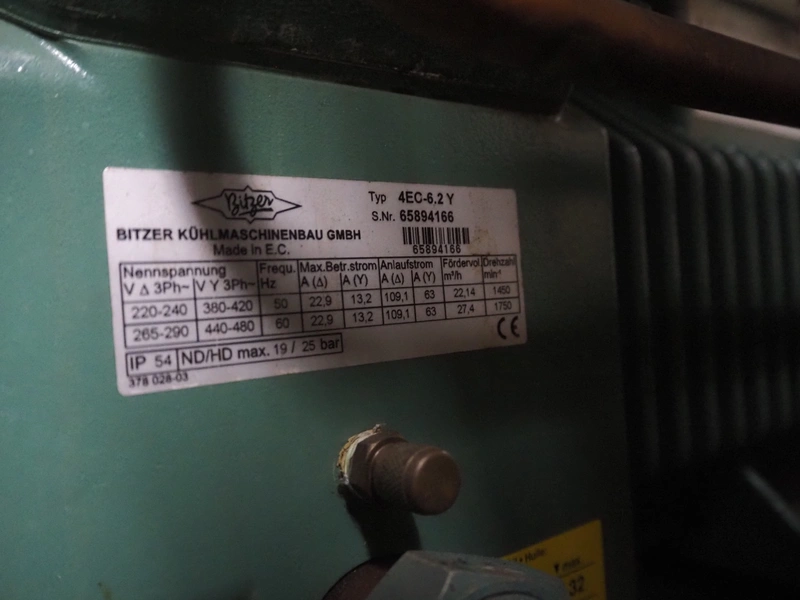 Bitzer
Typ 4EC-6.2 Y
S.Nr. 65894166
BITZER KÜHLMASCHINENBAU GMBH
Made in E.C.
65894166
Nennspannung Frequ. Max.Betr.strom Anlaufstrom Fördervol. Drehzahl
V Δ 3Ph~ V Y 3Ph~ Hz A (Δ) A (Y) A (Δ) A (Y) m³/h min⁻¹
220-240 380-420 50 22,9 13,2 109,1 63 22,14 1450
265-290 440-480 60 22,9 13,2 109,1 63 27,4 1750
IP 54 ND/HD max. 19 / 25 bar
CE
378 028-03
max
32